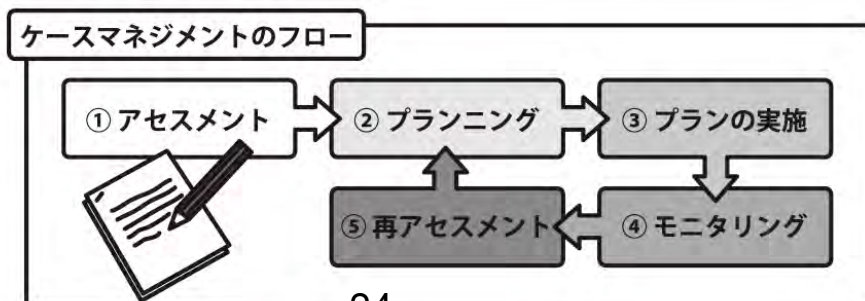 ケースマネジメントのフロー
① アセスメント
② プランニング
③ プランの実施
⑤ 再アセスメント
④ モニタリング